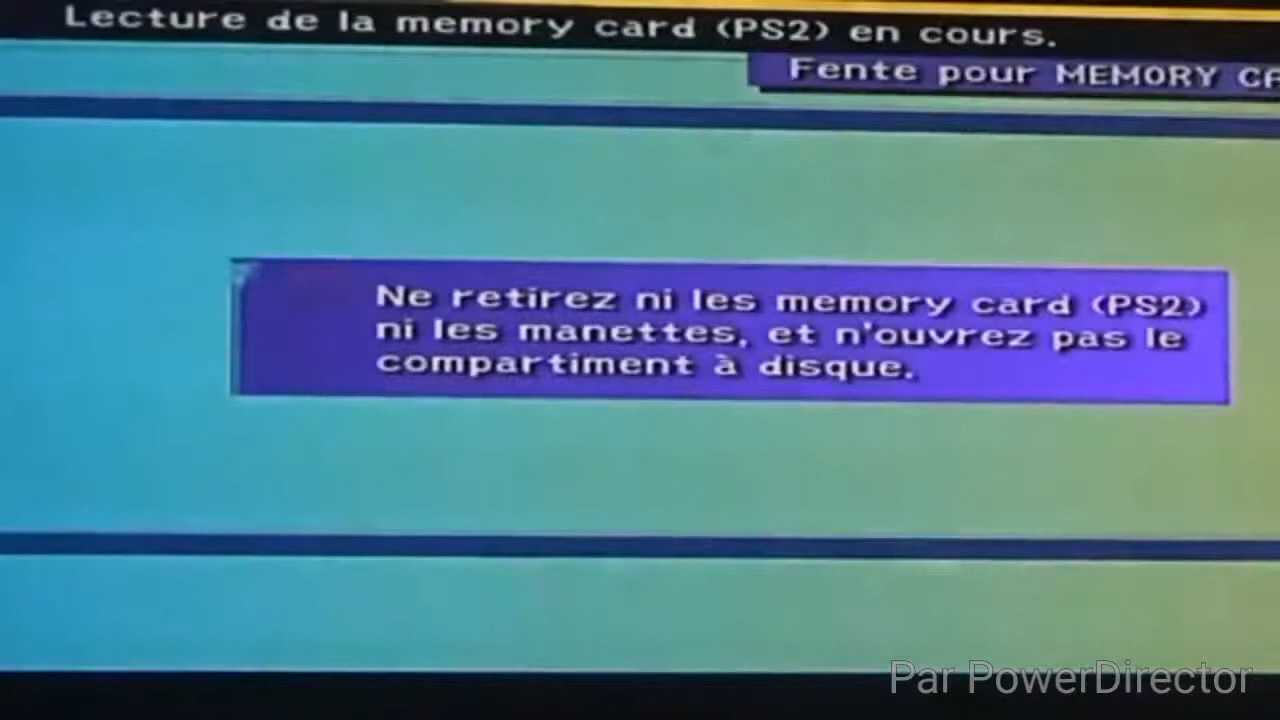 Lecture de la memory card (PS2) en cours.
Fente pour MEMORY
Ne retirez ni les memory card (PS2)
ni les manettes, et n'ouvrez pas le
compartiment à disque.
Par PowerDirector